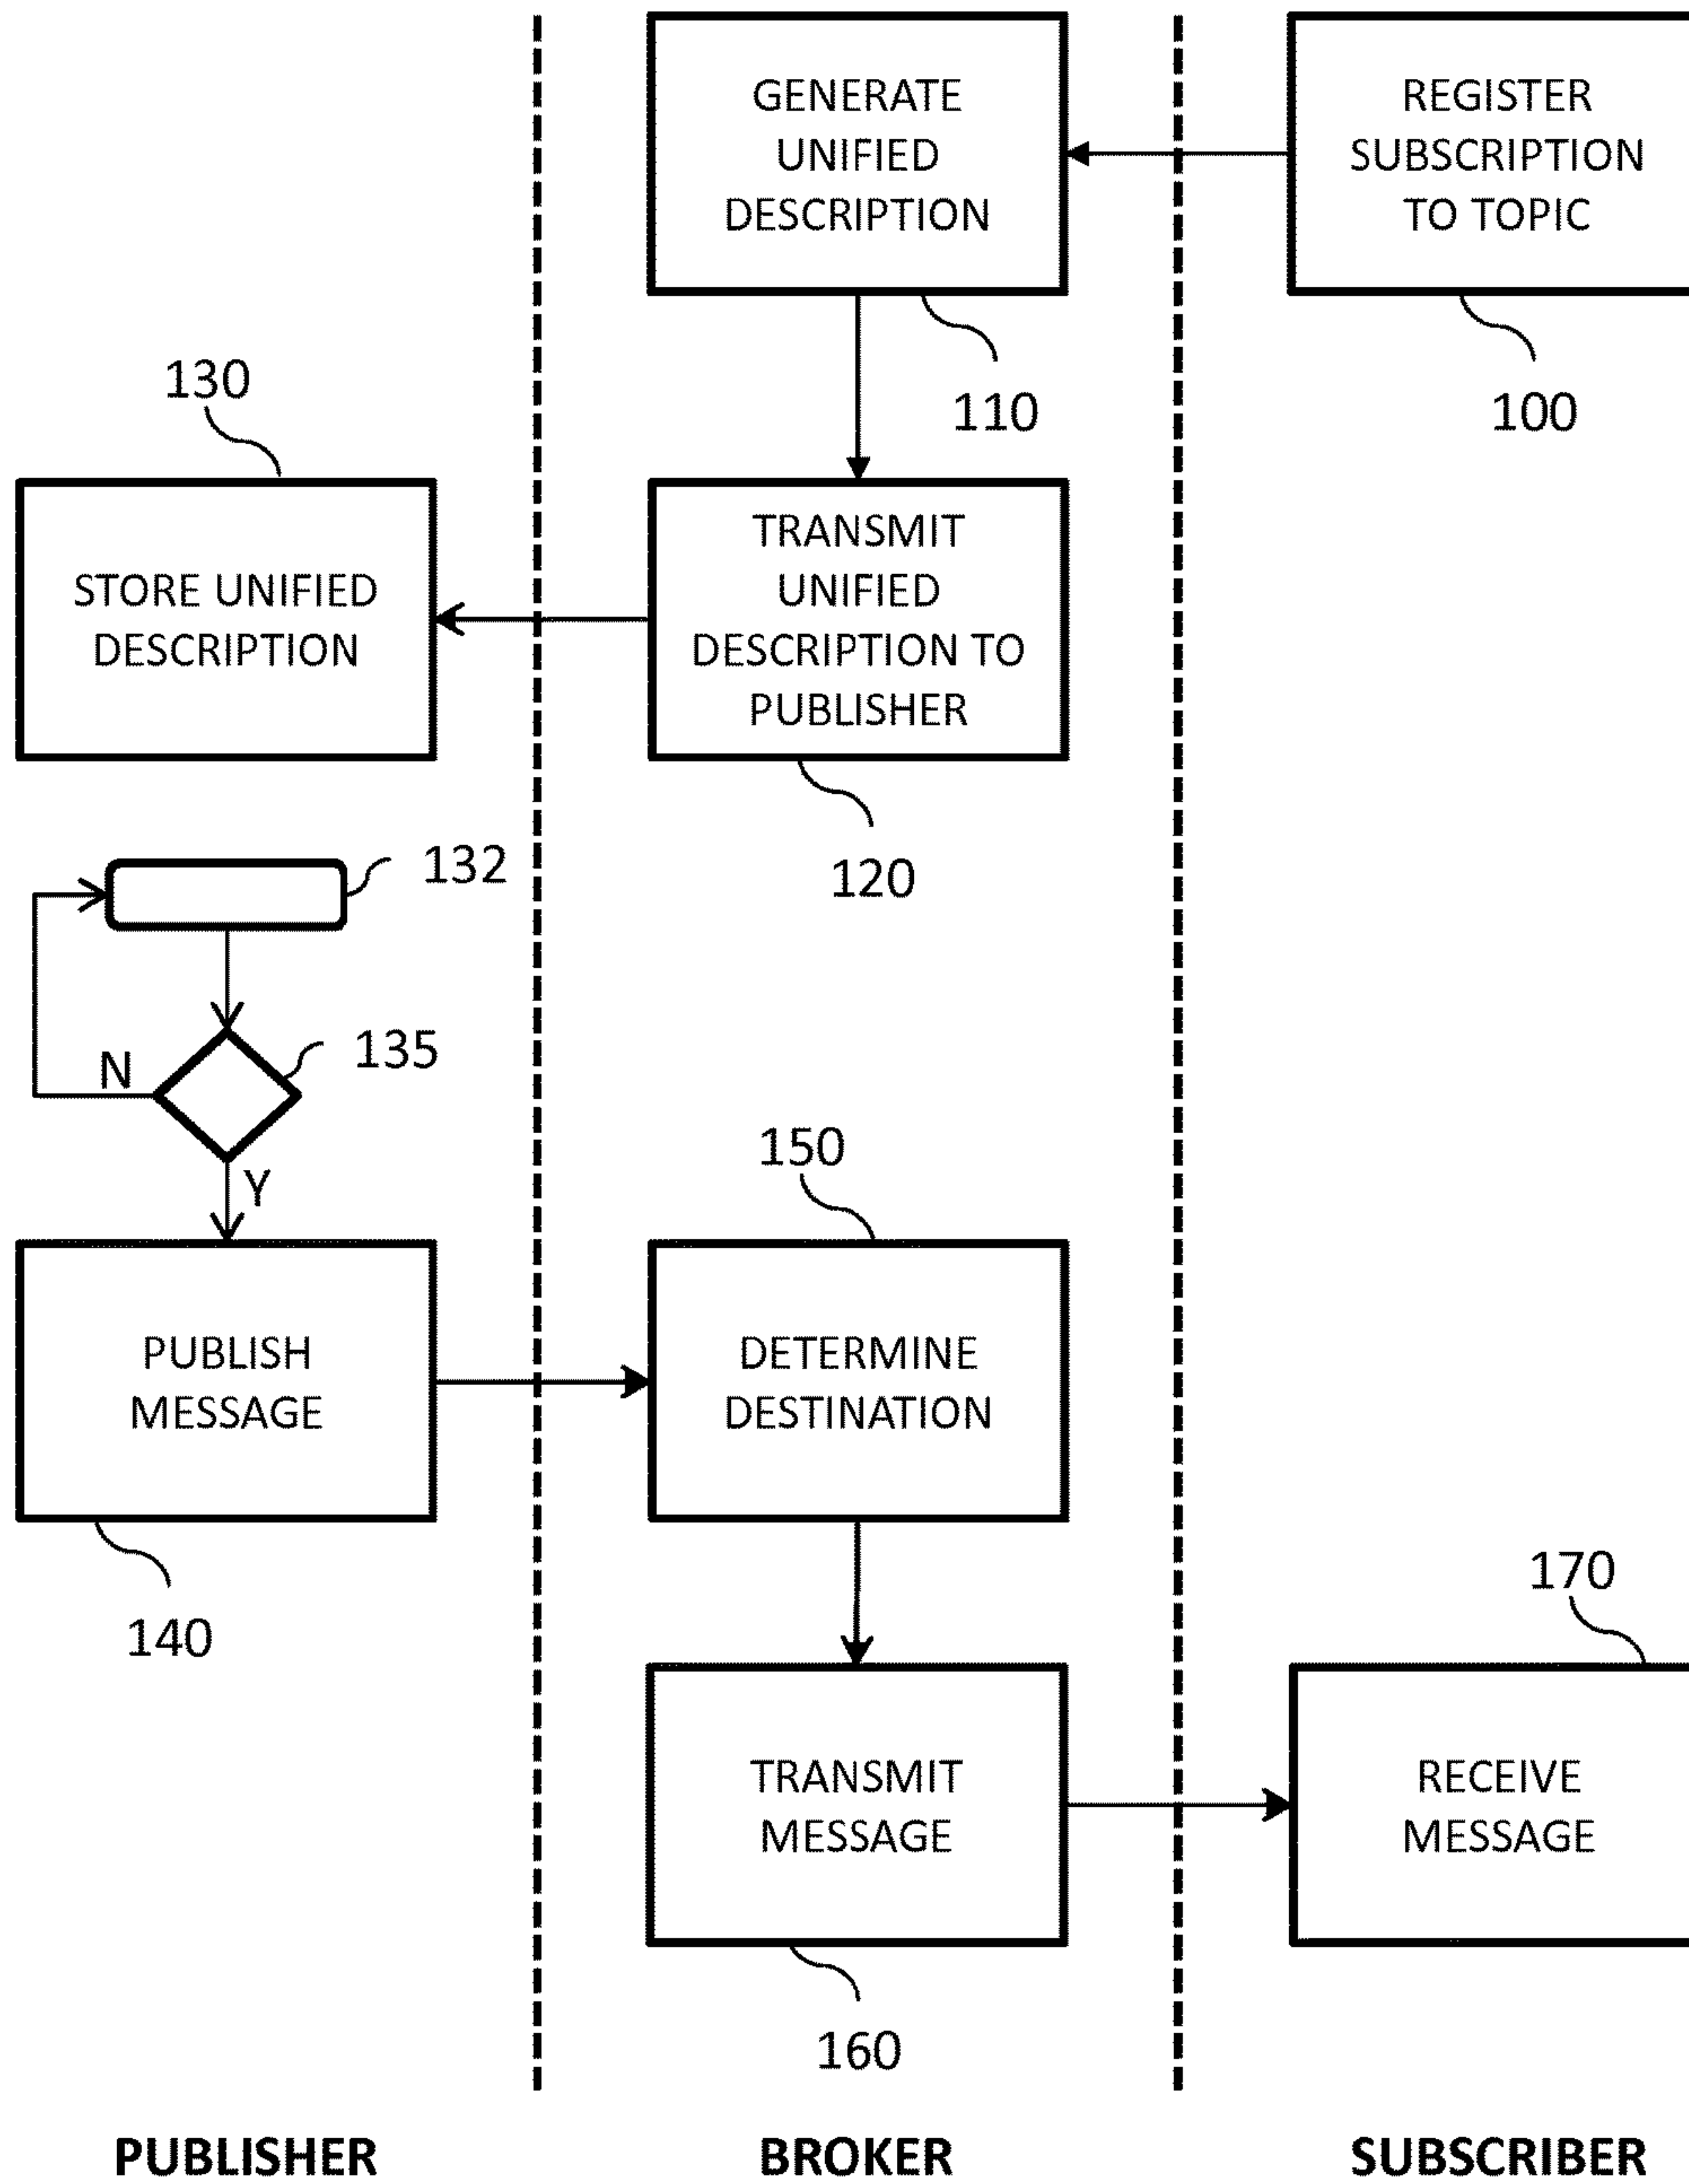 GENERATE
UNIFIED
DESCRIPTION
REGISTER
SUBSCRIPTION
TO TOPIC
110
100
130
STORE UNIFIED
DESCRIPTION
TRANSMIT
UNIFIED
DESCRIPTION TO
PUBLISHER
120
132
135
N
Y
150
PUBLISH
MESSAGE
DETERMINE
DESTINATION
140
170
TRANSMIT
MESSAGE
RECEIVE
MESSAGE
160
PUBLISHER
BROKER
SUBSCRIBER